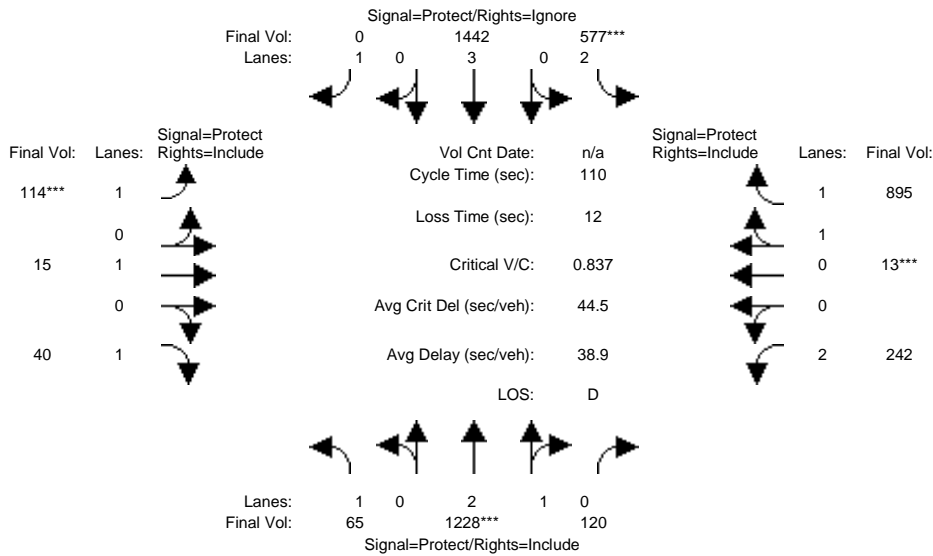 Signal=Protect/Rights=Ignore
Final Vol: 0 1442 577***
Lanes: 1 0 3 0 2
Signal=Protect Signal=Protect
Final Vol: Lanes: Rights=Include Vol Cnt Date: n/a Rights=Include Lanes: Final Vol:
Cycle Time (sec): 110
114*** 1 1 895
Loss Time (sec): 12
0 1
15 1 Critical V/C: 0.837 0 13***
0 Avg Crit Del (sec/veh): 44.5 0
40 1 Avg Delay (sec/veh): 38.9 2 242
LOS: D
Lanes: 1 0 2 1 0
Final Vol: 65 1228*** 120
Signal=Protect/Rights=Include